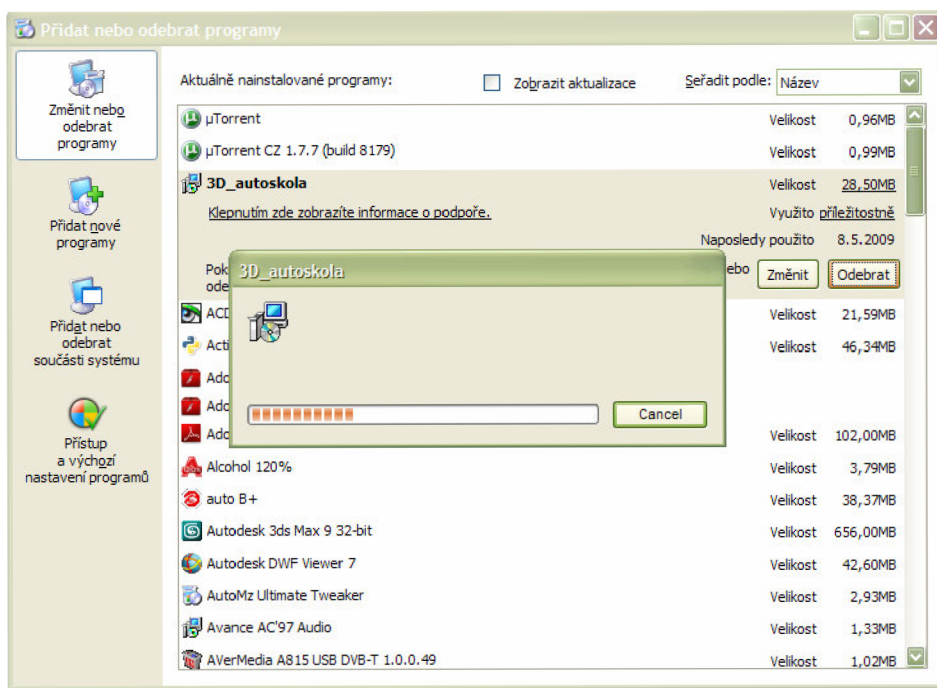 Přidat nebo odebrat programy
Změnit nebo
odebrat
programy
Přidat nové
programy
Přidat nebo
odebrat
součásti systému
Přístup
a výchozí
nastavení programů
Aktuálně nainstalované programy: Zobrazit aktualizace Seřadit podle: Název
µTorrent Velikost 0,96MB
µTorrent CZ 1.7.7 (build 8179) Velikost 0,99MB
3D_autoskola Velikost 28,50MB
Klepnutím zde zobrazíte informace o podpoře. Využito příležitostně
Naposledy použito 8.5.2009
Pok ebo Změnit Odebrat
ode
3D_autoskola
Cancel
ACD Velikost 21,59MB
Acti Velikost 46,34MB
Ado
Ado
Ado Velikost 102,00MB
Alcohol 120% Velikost 3,79MB
auto B+ Velikost 38,37MB
Autodesk 3ds Max 9 32-bit Velikost 656,00MB
Autodesk DWF Viewer 7 Velikost 42,60MB
AutoMz Ultimate Tweaker Velikost 2,93MB
Avance AC'97 Audio Velikost 1,33MB
AVerMedia A815 USB DVB-T 1.0.0.49 Velikost 1,02MB